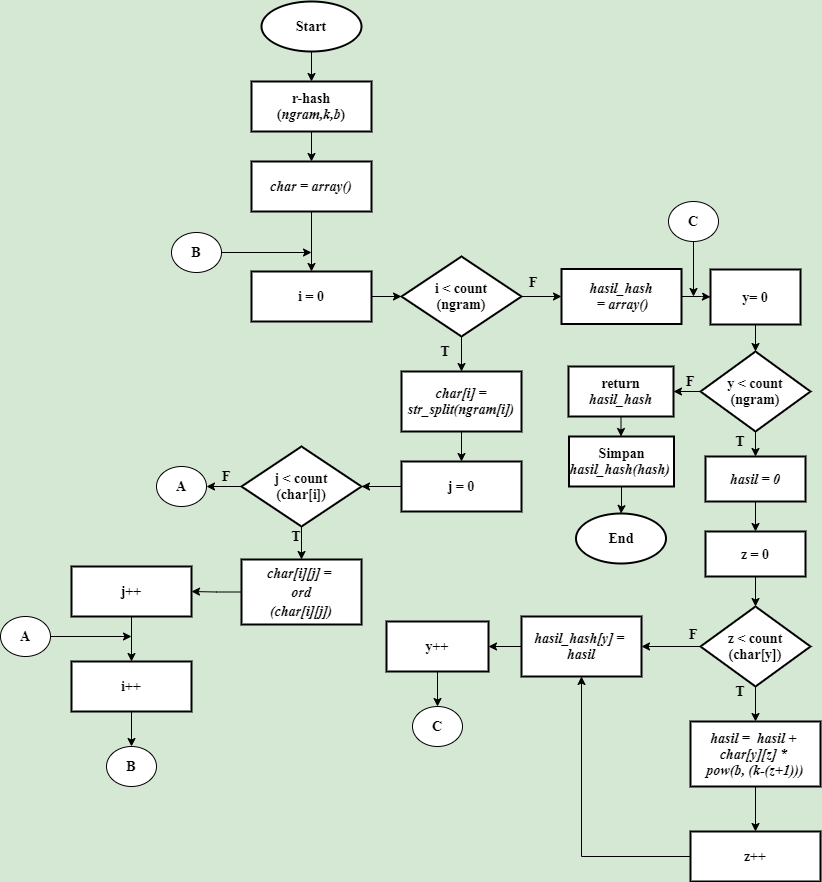 Start
r-hash
(ngram,k,b)
char = array()
B
i = 0
i < count
(ngram)
F
T
hasil_hash
= array()
C
y= 0
y < count
(ngram)
F
T
return
hasil_hash
Simpan
hasil_hash(hash)
End
char[i] =
str_split(ngram[i])
j = 0
j < count
(char[i])
F
A
T
char[i][j] =
ord
(char[i][j])
j++
A
i++
B
hasil = 0
z = 0
z < count
(char[y])
F
T
hasil_hash[y] =
hasil
y++
C
hasil =  hasil +
char[y][z] *
pow(b, (k-(z+1)))
z++